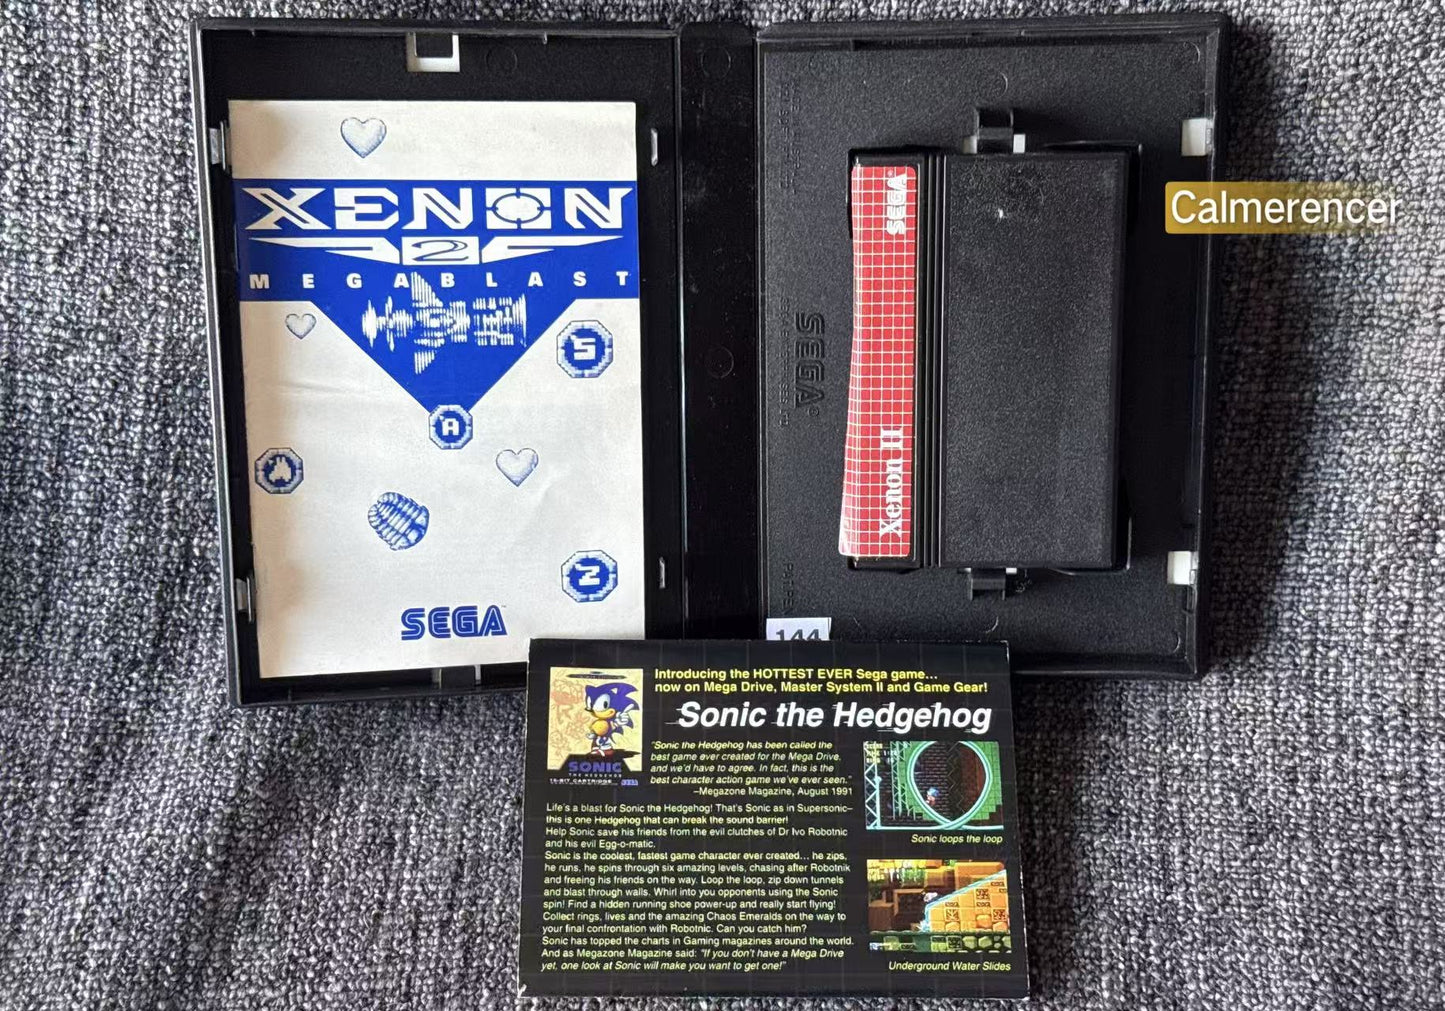 XENON
2
MEGABLAST
S
A
2
SEGA
SEGA
Xenon II
SEGA
Calmerencer
144
Introducing the HOTTEST EVER Sega game...
now on Mega Drive, Master System II and Game Gear!
Sonic the Hedgehog
"Sonic the Hedgehog has been called the
best game ever created for the Mega Drive,
and we'd have to agree. In fact, this is the
best character action game we've ever seen."
–Megazone Magazine, August 1991
SONIC
THE HEDGEHOG
16-BIT CARTRIDGE
SEGA
Life's a blast for Sonic the Hedgehog! That's Sonic as in Supersonic–
this is one Hedgehog that can break the sound barrier!
Help Sonic save his friends from the evil clutches of Dr Ivo Robotnic
and his evil Egg-o-matic.
Sonic is the coolest, fastest game character ever created... he zips,
he runs, he spins through six amazing levels, chasing after Robotnik
and freeing his friends on the way. Loop the loop, zip down tunnels
and blast through walls. Whirl into you opponents using the Sonic
spin! Find a hidden running shoe power-up and really start flying!
Collect rings, lives and the amazing Chaos Emeralds on the way to
your final confrontation with Robotnic. Can you catch him?
Sonic has topped the charts in Gaming magazines around the world.
And as Megazone Magazine said: "If you don't have a Mega Drive
yet, one look at Sonic will make you want to get one!"
Sonic loops the loop
Underground Water Slides